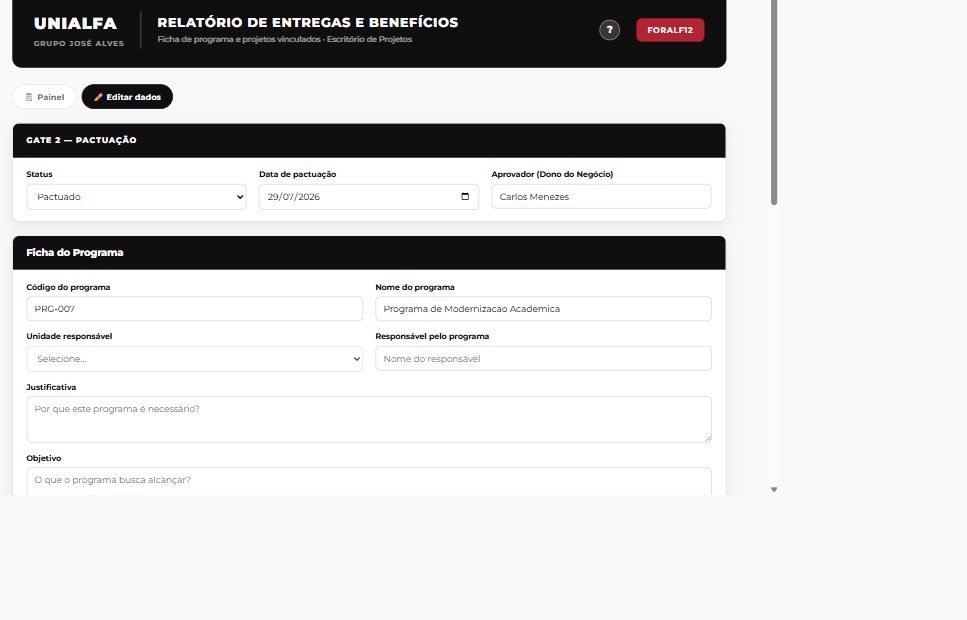 UNIALFA
GRUPO JOSÉ ALVES
RELATÓRIO DE ENTREGAS E BENEFÍCIOS
Ficha de programa e projetos vinculados · Escritório de Projetos
?
FORALF12
Painel
Editar dados
GATE 2 — PACTUAÇÃO
Status
Data de pactuação
Aprovador (Dono do Negócio)
Pactuado
29/07/2026
Carlos Menezes
Ficha do Programa
Código do programa
Nome do programa
PRG-007
Programa de Modernizacao Academica
Unidade responsável
Responsável pelo programa
Selecione...
Nome do responsável
Justificativa
Por que este programa é necessário?
Objetivo
O que o programa busca alcançar?